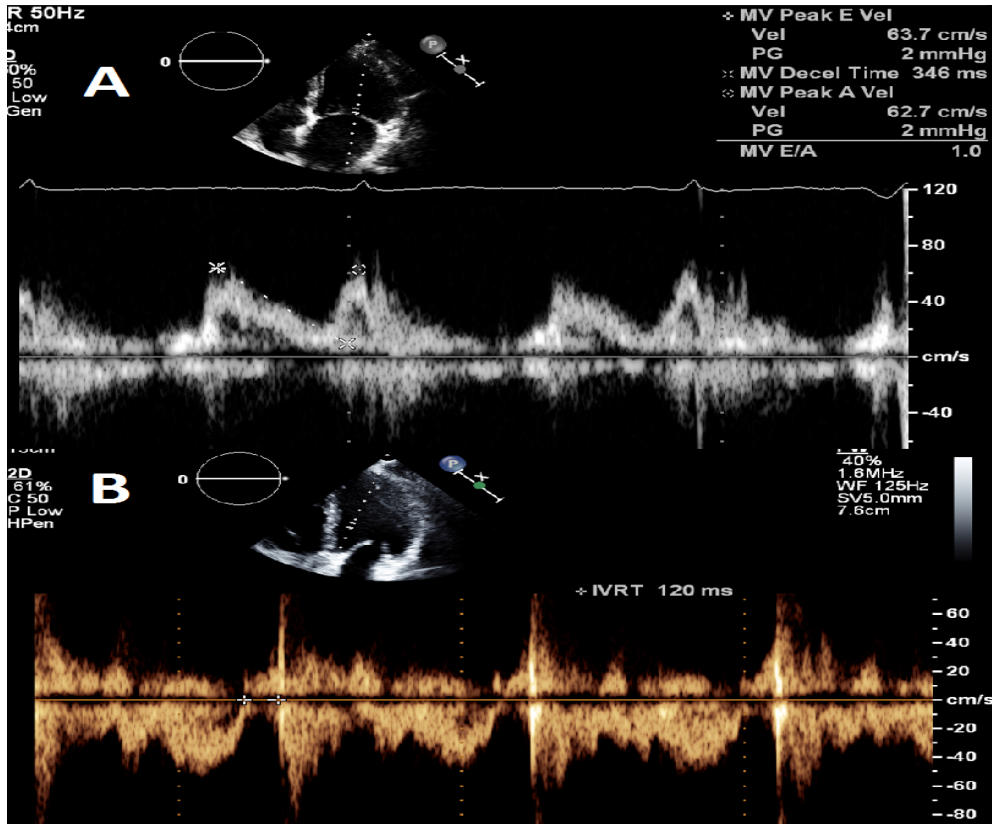 R 50Hz
4cm
MV Peak E Vel
Vel 63.7 cm/s
PG 2 mmHg
MV Decel Time 346 ms
MV Peak A Vel
Vel 62.7 cm/s
PG 2 mmHg
MV E/A 1.0
D
50
Low
Gen
A
0
P
X
120
80
40
cm/s
-40
2D
61%
C 50
P Low
HPen
B
0
P
X
40%
1.6MHz
WF 125Hz
SV5.0mm
7.6cm
IVRT 120 ms
60
40
20
cm/s
-20
-40
-60
-80